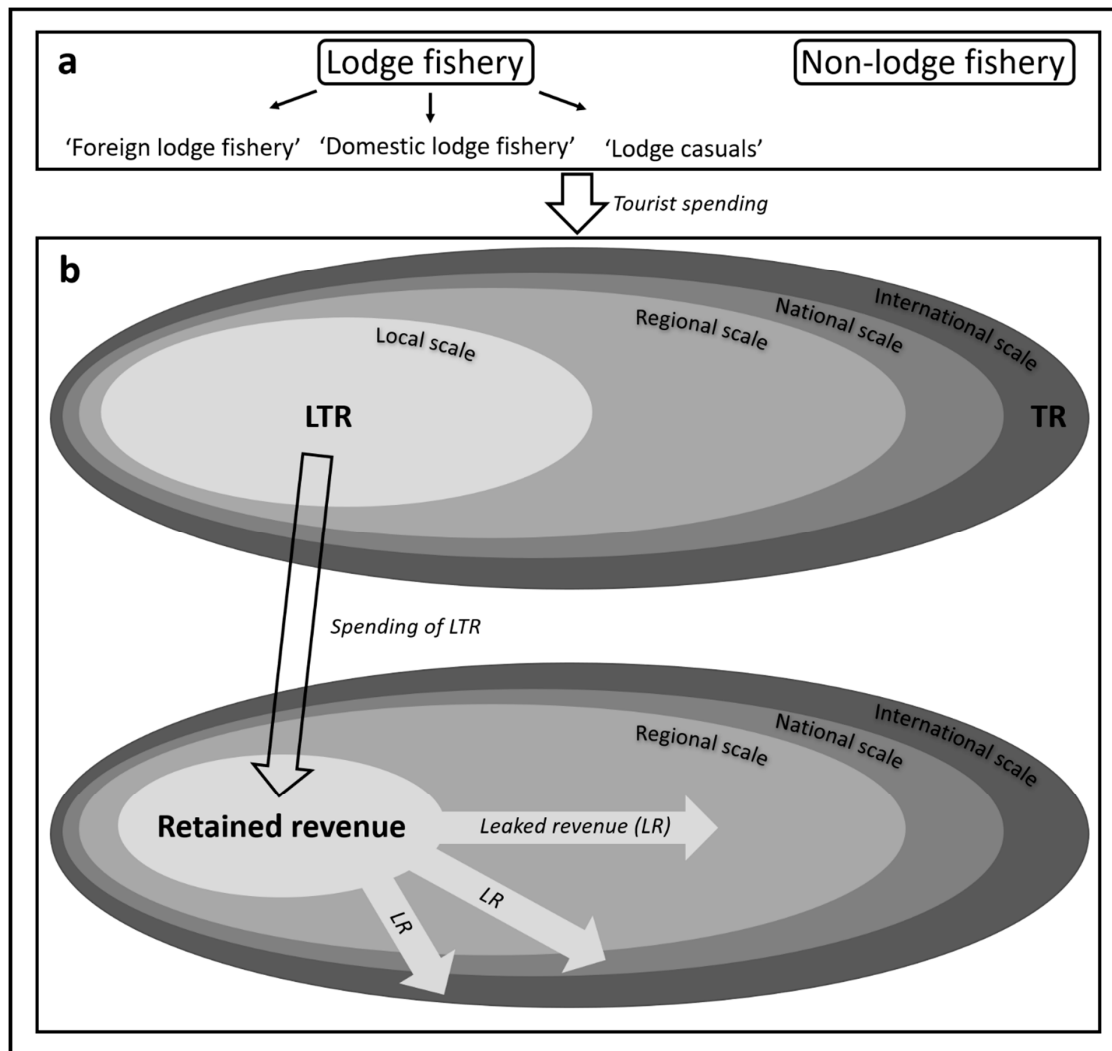 a
Lodge fishery
Non-lodge fishery
‘Foreign lodge fishery’
‘Domestic lodge fishery’
‘Lodge casuals’
Tourist spending
b
Local scale
Regional scale
National scale
International scale
LTR
TR
Spending of LTR
Regional scale
National scale
International scale
Retained revenue
Leaked revenue (LR)
LR
LR